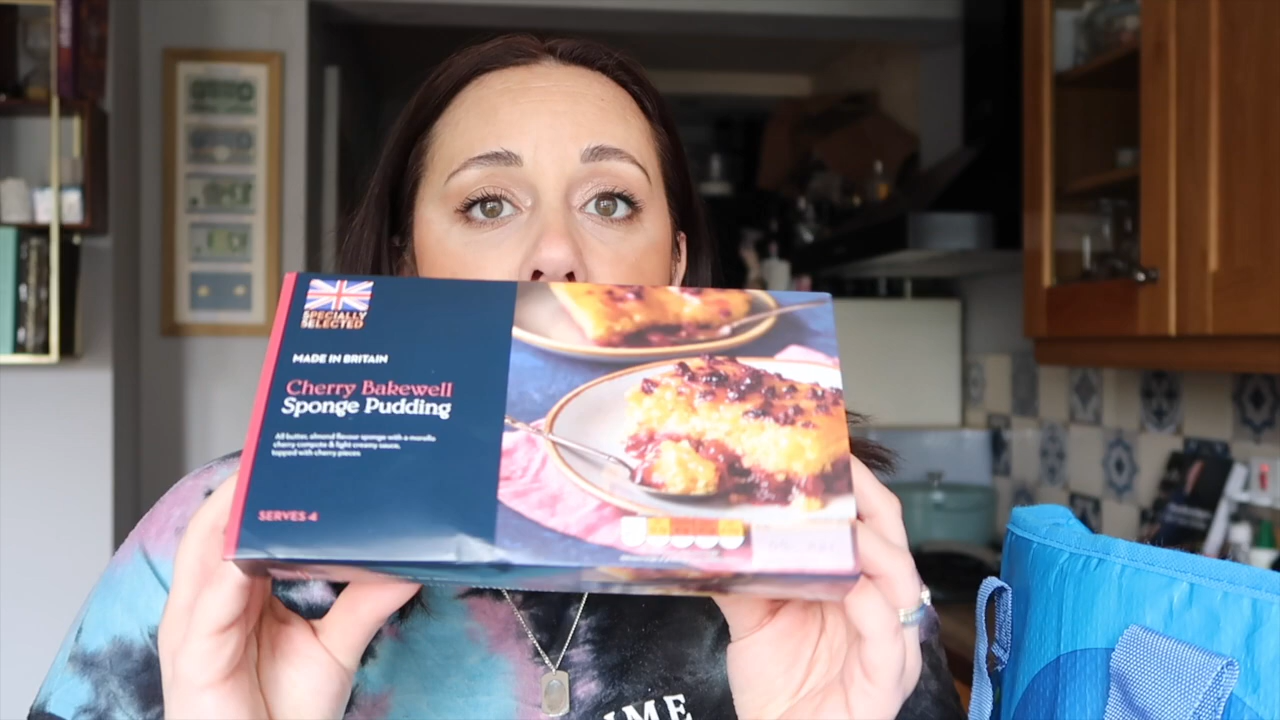 SPECIALLY
SELECTED
MADE IN BRITAIN
Cherry Bakewell
Sponge Pudding
All butter, almond flavour sponge with a morello
cherry compote & light creamy sauce,
topped with cherry pieces
SERVES 4
IME